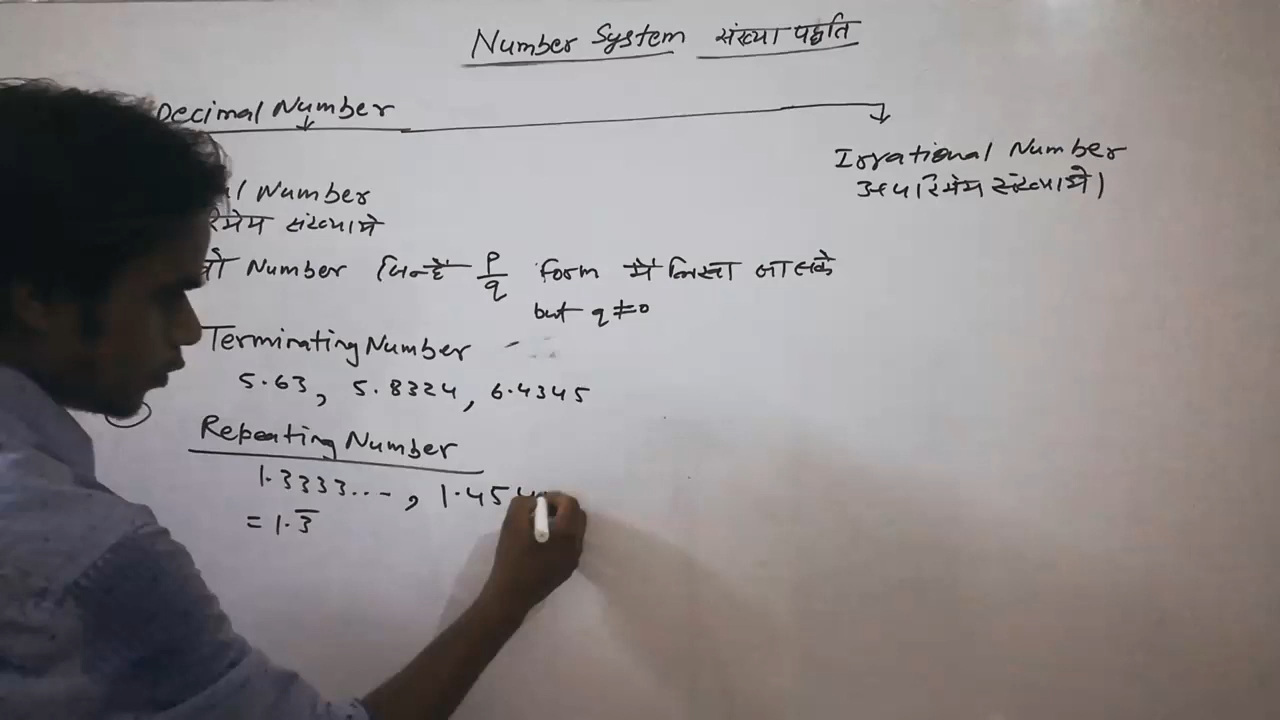 Number System संख्या पद्धति
Decimal Number
Irrational Number
अपरिमेय संख्याये।
Number
संख्याये
Number जिन्हें p/q form में लिखा जा सके
but q ≠ 0
Terminating Number
5.63, 5.8324, 6.4345
Repeating Number
1.3333..., 1.454
= 1.3̅